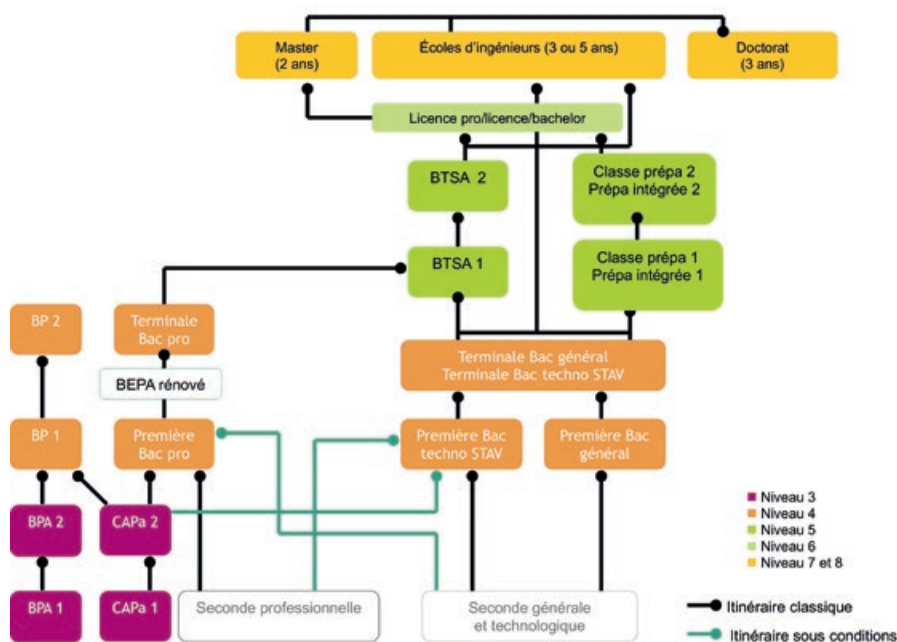 Master
(2 ans)
Écoles d'ingénieurs (3 ou 5 ans)
Doctorat
(3 ans)
Licence pro/licence/bachelor
BTSA 2
Classe prépa 2
Prépa intégrée 2
BTSA 1
Classe prépa 1
Prépa intégrée 1
BP 2
Terminale
Bac pro
Terminale Bac général
Terminale Bac techno STAV
BEPA rénové
BP 1
Première
Bac pro
Première Bac
techno STAV
Première Bac
général
BPA 2
CAPa 2
BPA 1
CAPa 1
Seconde professionnelle
Seconde générale
et technologique
Niveau 3
Niveau 4
Niveau 5
Niveau 6
Niveau 7 et 8
Itinéraire classique
Itinéraire sous conditions